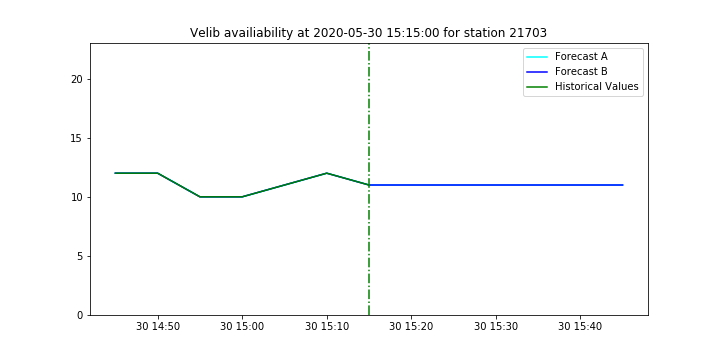 Velib availiability at 2020-05-30 15:15:00 for station 21703
Forecast A
Forecast B
Historical Values
20
15
10
5
0
30 14:50 30 15:00 30 15:10 30 15:20 30 15:30 30 15:40